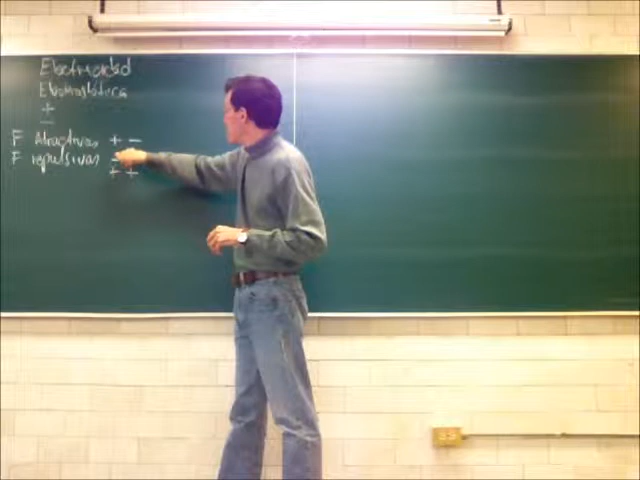 Electricidad
Electrostática
+
−
F Atractivas + −
F repulsivas
+ +